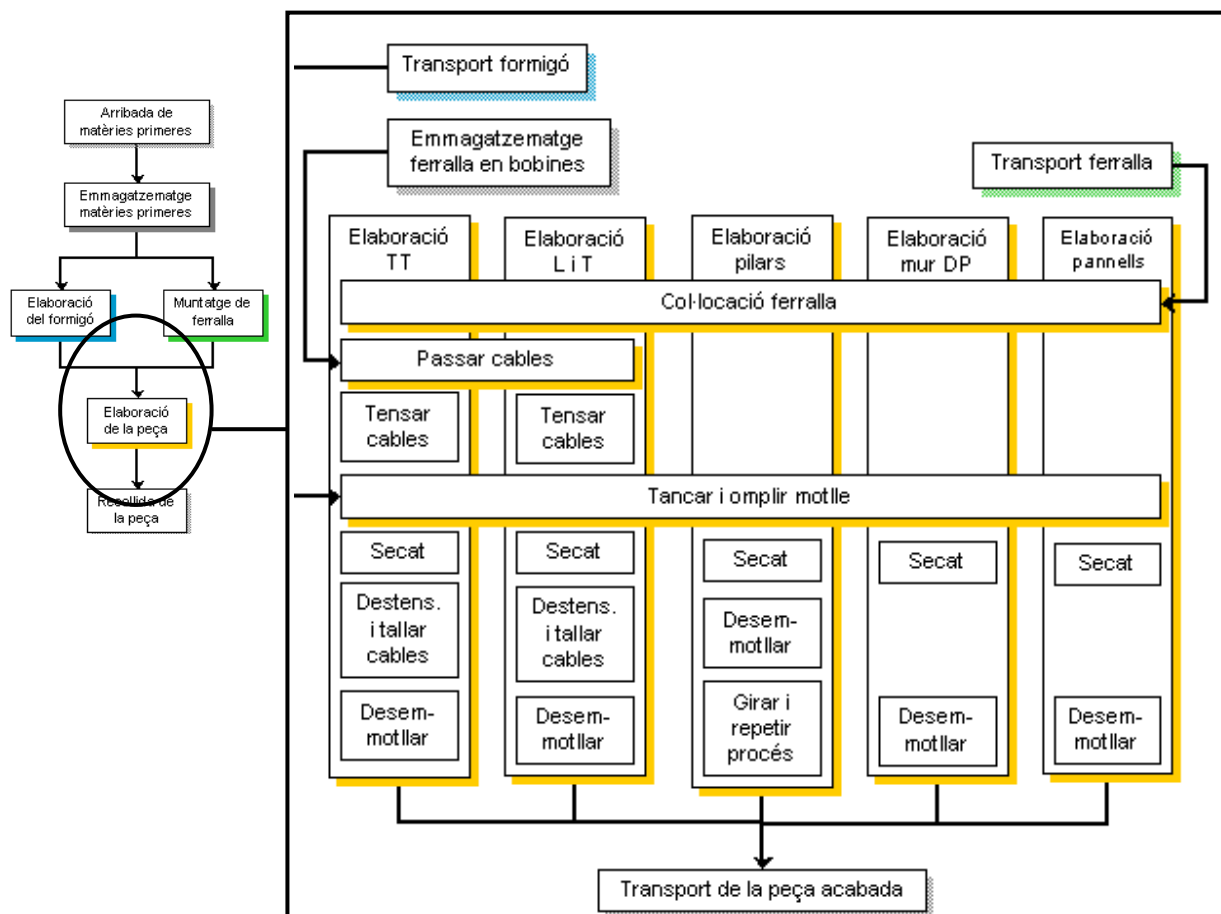 Arribada de
matèries primeres
Emmagatzematge
matèries primeres
Elaboració
del formigó
Muntatge de
ferralla
Elaboració
de la peça
Recollida de
la peça
Transport formigó
Emmagatzematge
ferralla en bobines
Transport ferralla
Elaboració
TT
Elaboració
L i T
Elaboració
pilars
Elaboració
mur DP
Elaboració
pannells
Col·locació ferralla
Passar cables
Tensar
cables
Tensar
cables
Tancar i omplir motlle
Secat
Secat
Secat
Secat
Secat
Destens.
i tallar
cables
Destens.
i tallar
cables
Desem-
motllar
Desem-
motllar
Desem-
motllar
Girar i
repetir
procés
Desem-
motllar
Desem-
motllar
Transport de la peça acabada